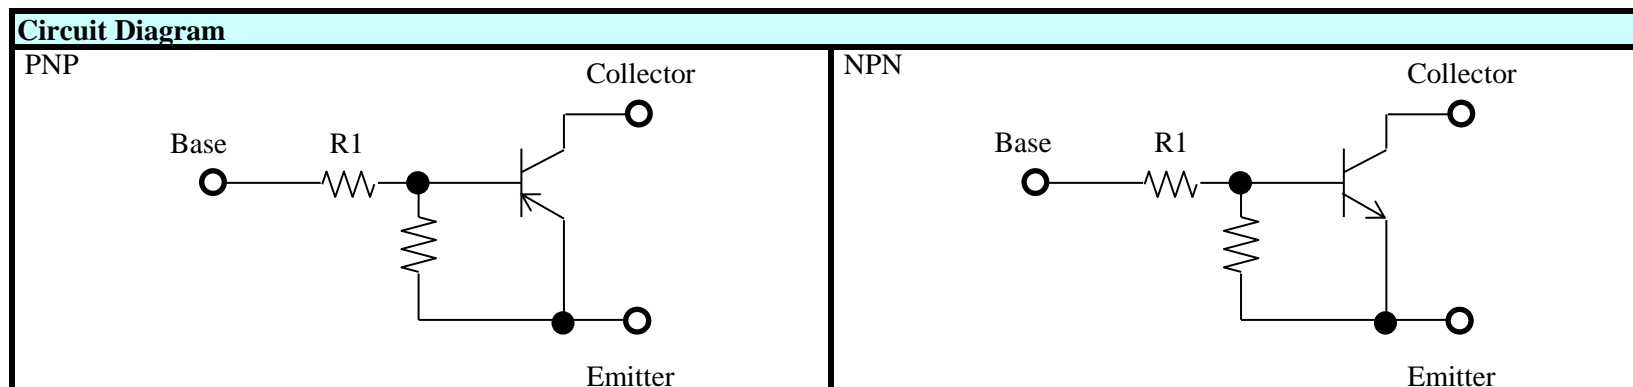 Circuit Diagram
PNP
Collector
Base
R1
Emitter
NPN
Collector
Base
R1
Emitter